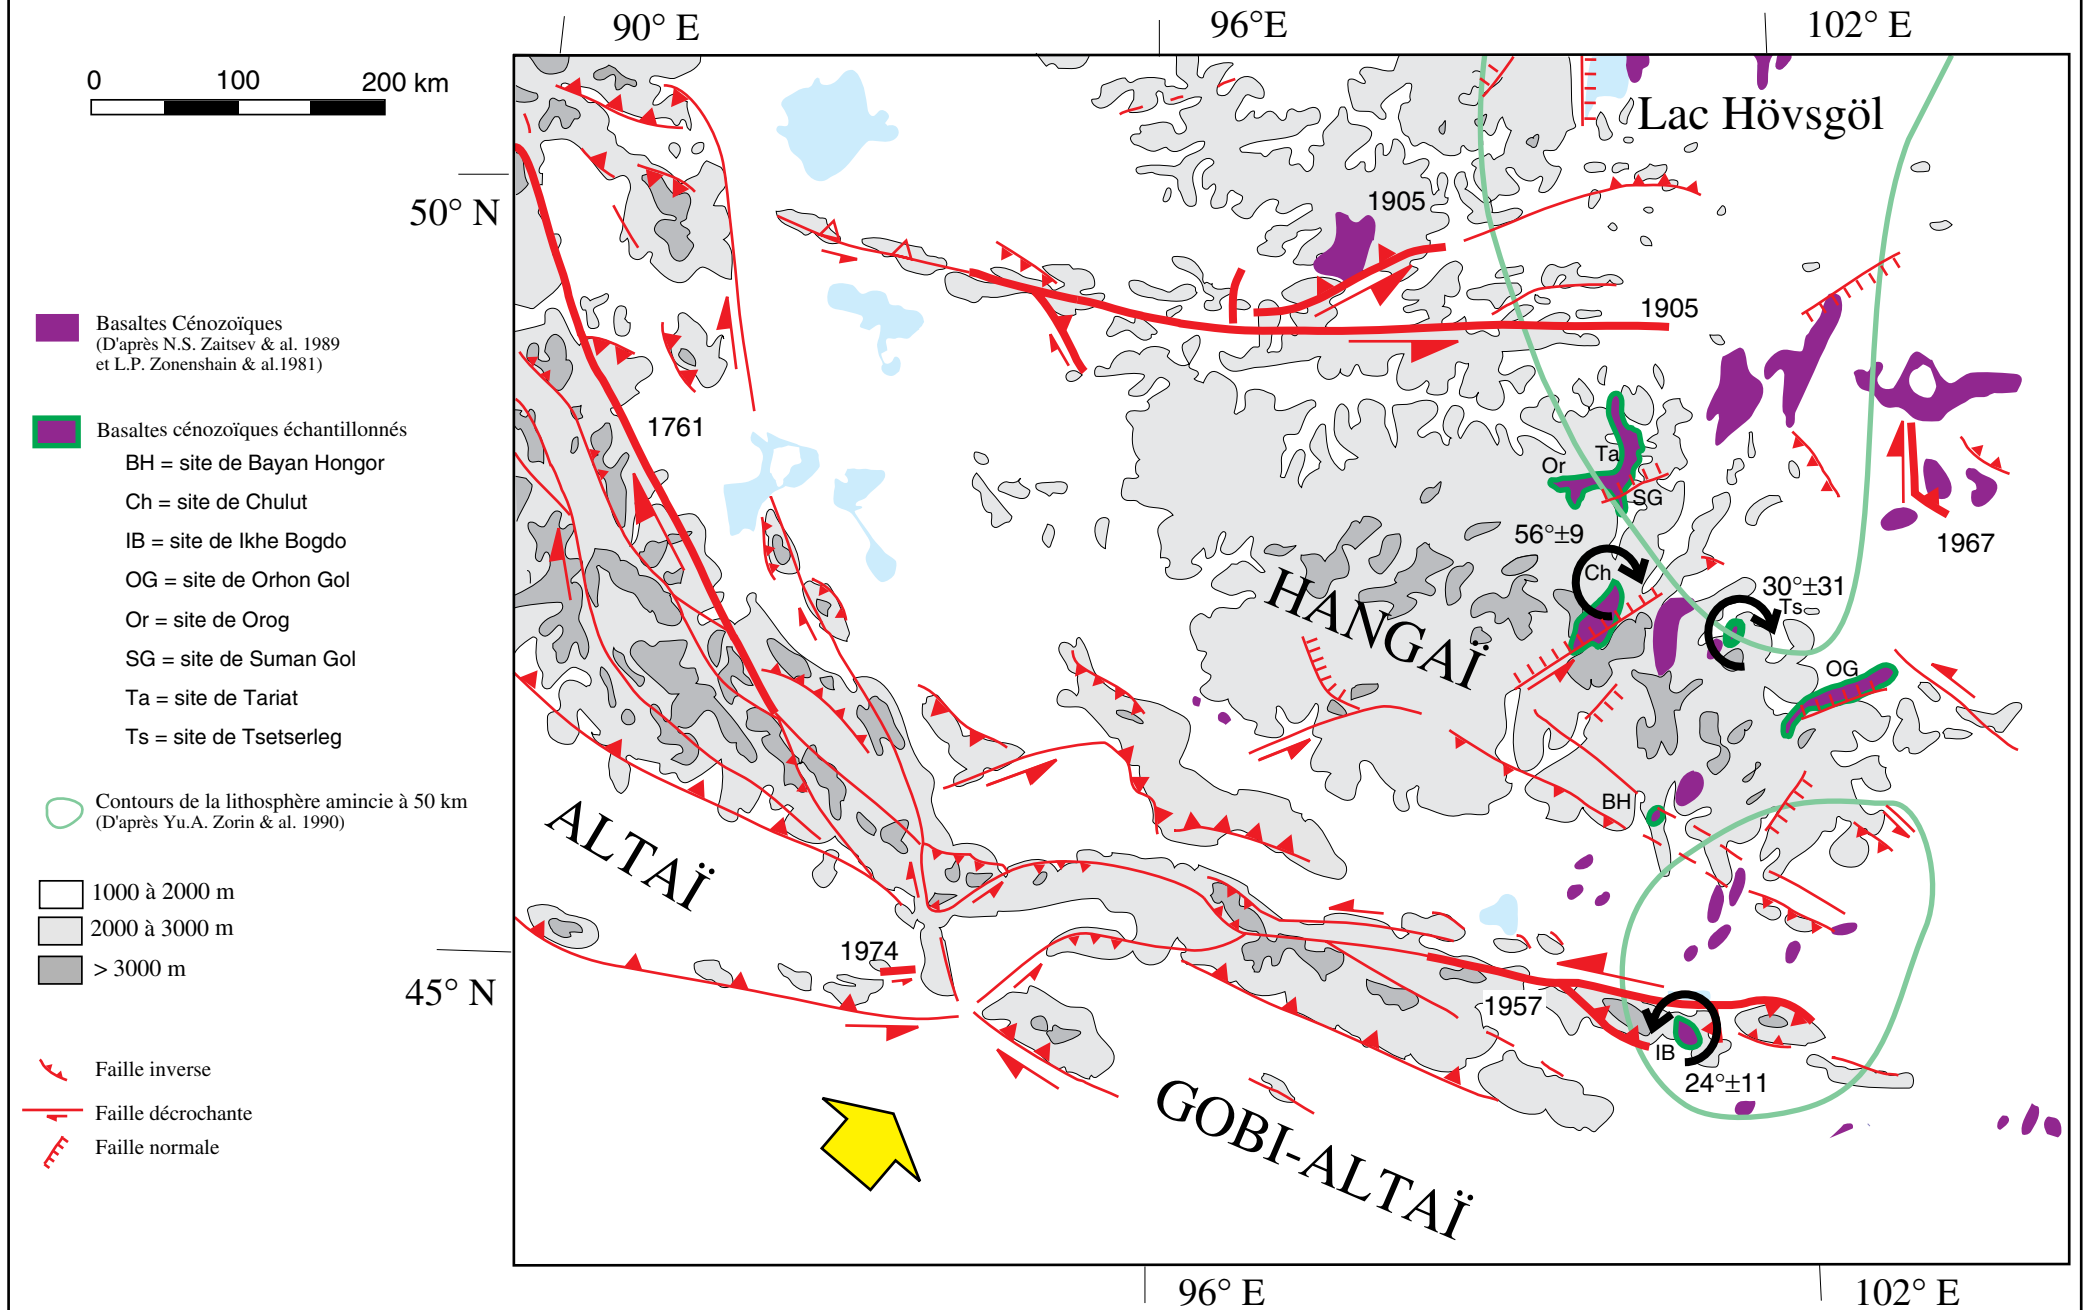 90° E
96°E
102° E
0 100 200 km
Lac Hövsgöl
50° N
1905
1905
Basaltes Cénozoïques
(D'après N.S. Zaitsev & al. 1989
et L.P. Zonenshain & al.1981)
Basaltes cénozoïques échantillonnés
BH = site de Bayan Hongor
Ch = site de Chulut
IB = site de Ikhe Bogdo
OG = site de Orhon Gol
Or = site de Orog
SG = site de Suman Gol
Ta = site de Tariat
Ts = site de Tsetserleg
Contours de la lithosphère amincie à 50 km
(D'après Yu.A. Zorin & al. 1990)
1000 à 2000 m
2000 à 3000 m
> 3000 m
Faille inverse
Faille décrochante
Faille normale
1761
Ta
Or
SG
56°±9
Ch
1967
30°±31
Ts
HANGAÏ
OG
BH
ALTAÏ
1974
45° N
1957
IB
24°±11
GOBI-ALTAÏ
96° E
102° E